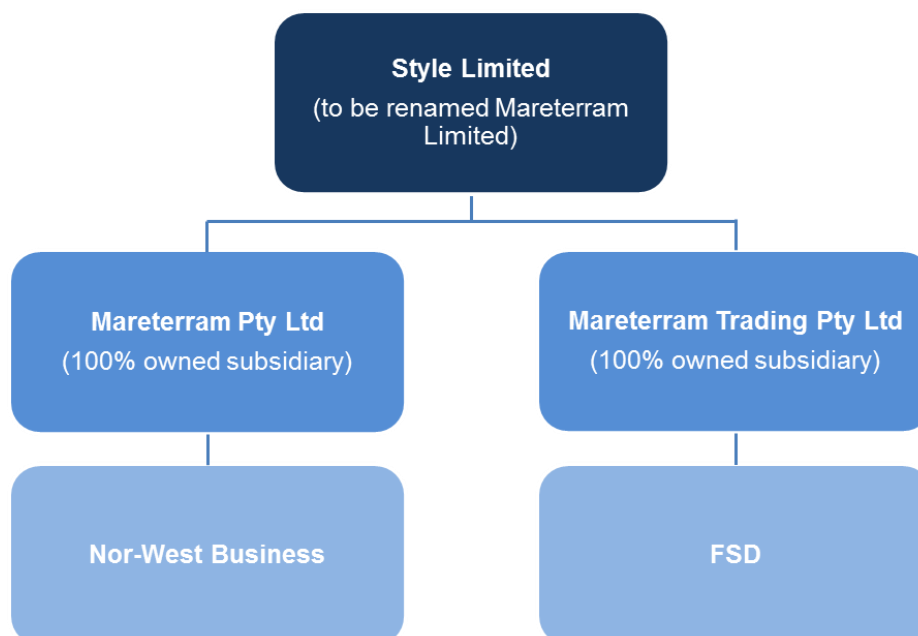 Style Limited
(to be renamed Mareterram
Limited)
Mareterram Pty Ltd
(100% owned subsidiary)
Mareterram Trading Pty Ltd
(100% owned subsidiary)
Nor-West Business
FSD